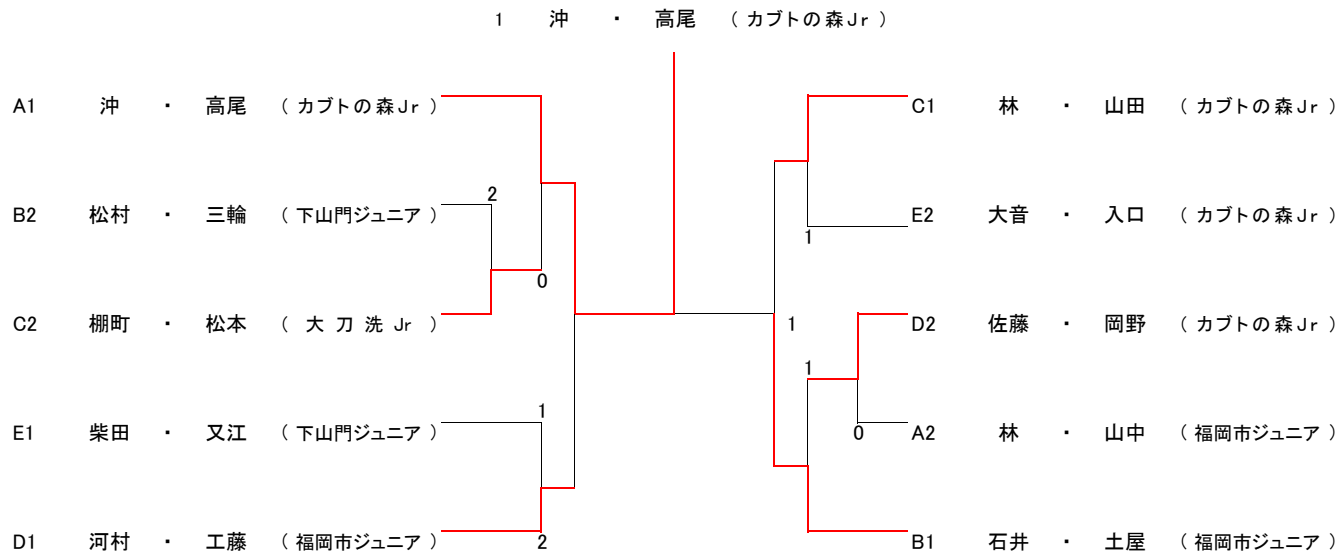 1 沖 ・ 高尾 (カブトの森Jr)
A1 沖 ・ 高尾 (カブトの森Jr) C1 林 ・ 山田 (カブトの森Jr)
2
B2 松村 ・ 三輪 (下山門ジュニア) E2 大音 ・ 入口 (カブトの森Jr)
1
0
C2 棚町 ・ 松本 (大刀洗Jr) 1 D2 佐藤 ・ 岡野 (カブトの森Jr)
1
1
E1 柴田 ・ 又江 (下山門ジュニア) 0 A2 林 ・ 山中 (福岡市ジュニア)
D1 河村 ・ 工藤 (福岡市ジュニア) 2 B1 石井 ・ 土屋 (福岡市ジュニア)